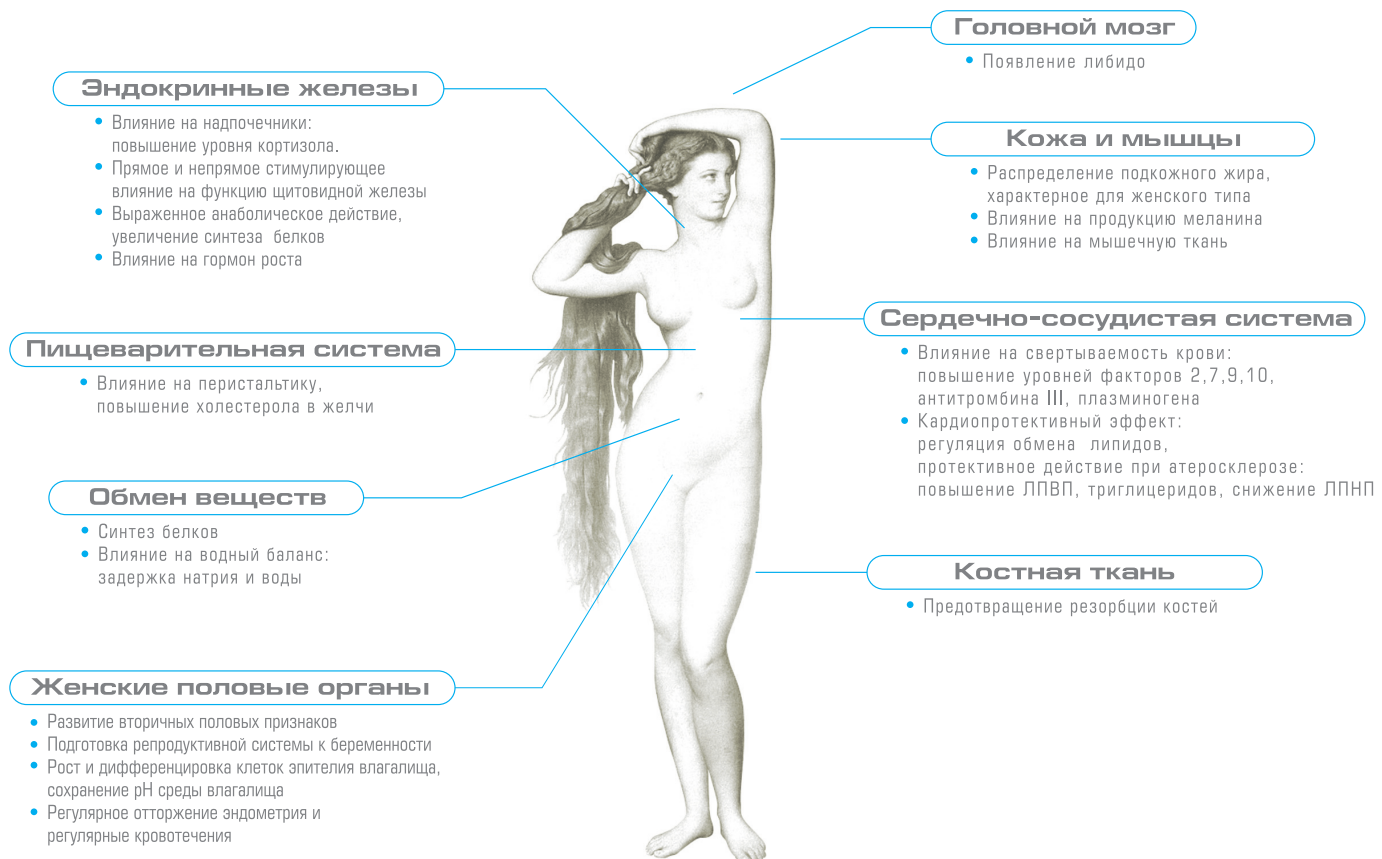 Эндокринные железы
• Влияние на надпочечники:
повышение уровня кортизола.
• Прямое и непрямое стимулирующее
влияние на функцию щитовидной железы
• Выраженное анаболическое действие,
увеличение синтеза белков
• Влияние на гормон роста
Пищеварительная система
• Влияние на перистальтику,
повышение холестерола в желчи
Обмен веществ
• Синтез белков
• Влияние на водный баланс:
задержка натрия и воды
Женские половые органы
• Развитие вторичных половых признаков
• Подготовка репродуктивной системы к беременности
• Рост и дифференцировка клеток эпителия влагалища,
сохранение pH среды влагалища
• Регулярное отторжение эндометрия и
регулярные кровотечения
Головной мозг
• Появление либидо
Кожа и мышцы
• Распределение подкожного жира,
характерное для женского типа
• Влияние на продукцию меланина
• Влияние на мышечную ткань
Сердечно-сосудистая система
• Влияние на свертываемость крови:
повышение уровней факторов 2,7,9,10,
антитромбина III, плазминогена
• Кардиопротективный эффект:
регуляция обмена липидов,
протективное действие при атеросклерозе:
повышение ЛПВП, триглицеридов, снижение ЛПНП
Костная ткань
• Предотвращение резорбции костей